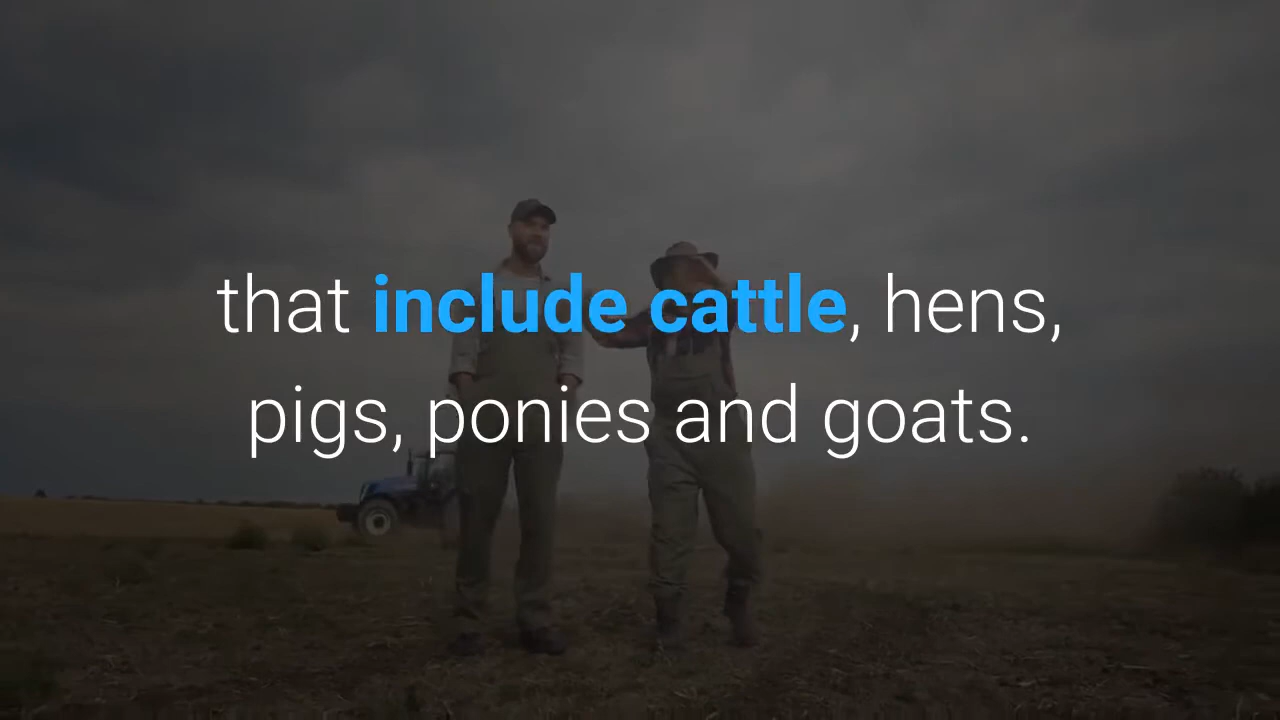 that include cattle, hens,
pigs, ponies and goats.